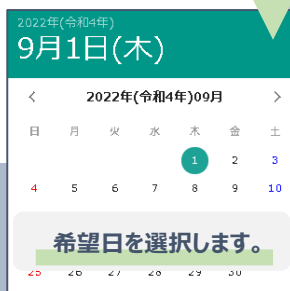 2022年(令和4年)
9月1日(木)
2022年(令和4年)09月
日 月 火 水 木 金 土
1 2 3
4 5 6 7 8 9 10
希望日を選択します。
25 26 27 28 29 30